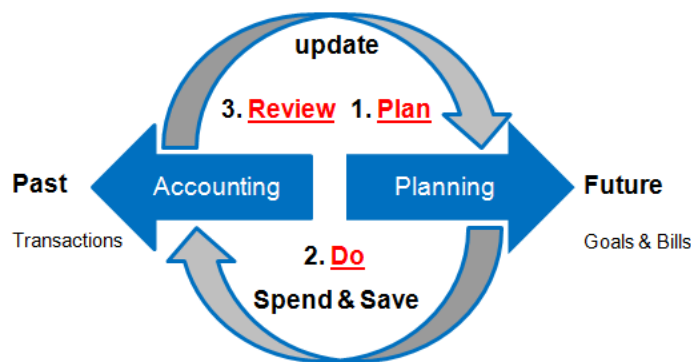 update
3. Review 1. Plan
Past
Accounting
Planning
Future
Transactions
Goals & Bills
2. Do
Spend & Save